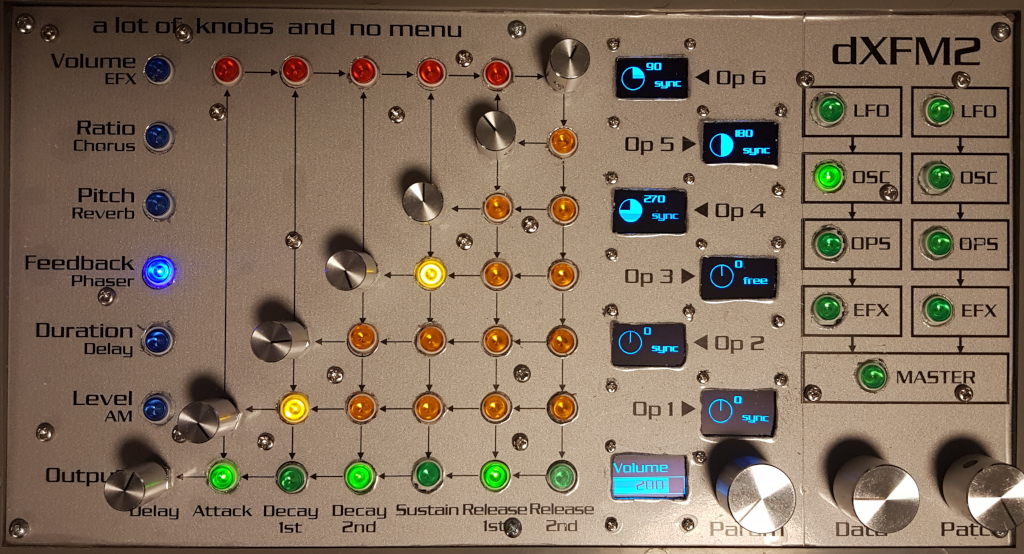 a lot of knobs and no menu
dXFM2
Volume
EFX
90
sync
Op 6
LFO
LFO
Ratio
Chorus
Op 5
180
sync
OSC
OSC
Pitch
Reverb
270
sync
Op 4
OPS
OPS
Feedback
Phaser
Op 3
0
free
EFX
EFX
Duration
Delay
0
sync
Op 2
MASTER
Level
AM
Op 1
0
sync
Output
Volume
200
Delay
Attack
Decay
1st
Decay
2nd
Sustain
Release
1st
Release
2nd
Param
Data
Patch